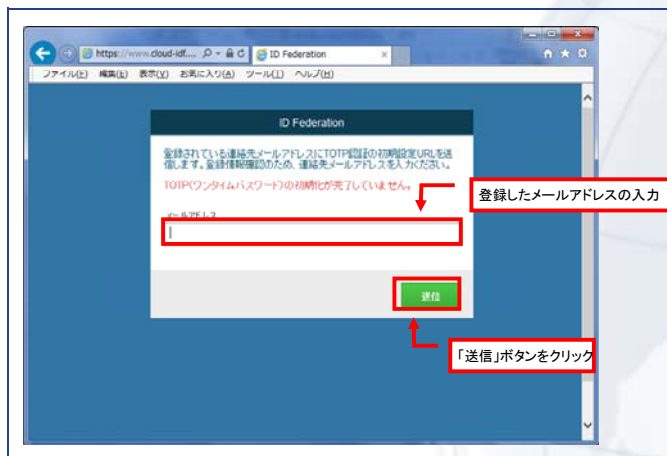 https://www.cloud-idf....
ID Federation
ファイル(F) 編集(E) 表示(V) お気に入り(A) ツール(T) ヘルプ(H)
ID Federation
登録されている連絡先メールアドレスにTOTP認証の初期設定URLを送
信します。登録情報確認のため、連絡先メールアドレスを入力ください。
TOTP(ワンタイムパスワード)の初期化が完了していません。
登録したメールアドレスの入力
メールアドレス
送信
「送信」ボタンをクリック